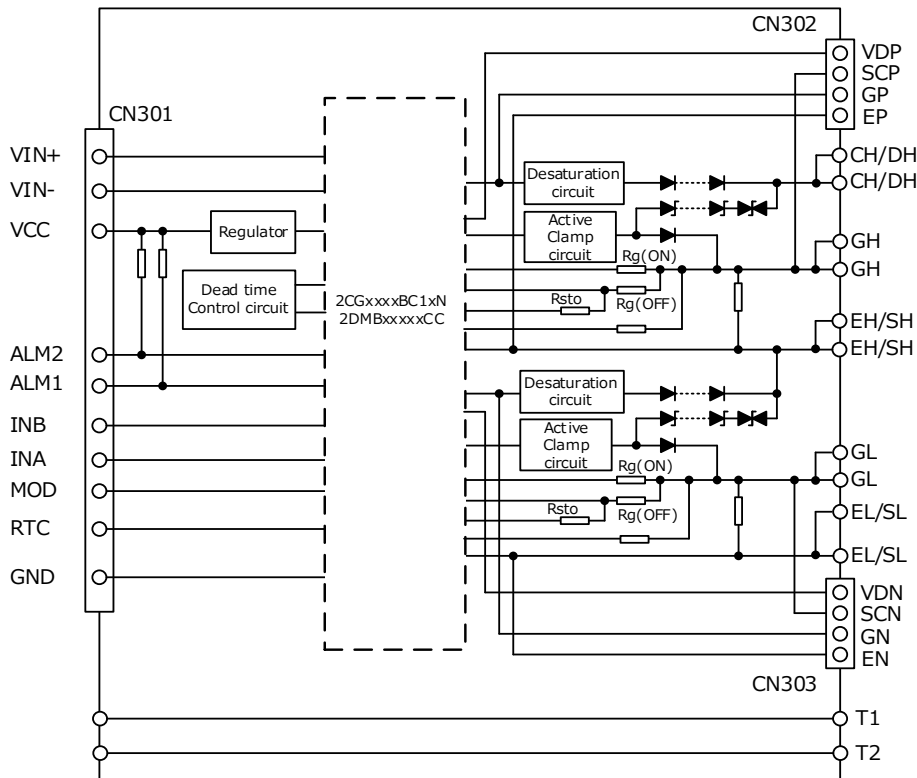 CN302
VDP
SCP
GP
EP
CN301
VIN+
VIN-
VCC
ALM2
ALM1
INB
INA
MOD
RTC
GND
Regulator
Dead time
Control circuit
2CGxxxxBC1xN
2DMBxxxxxCC
Desaturation
circuit
Active
Clamp
circuit
Rg(ON)
Rsto
Rg(OFF)
CH/DH
CH/DH
GH
GH
EH/SH
EH/SH
Desaturation
circuit
Active
Clamp
circuit
Rg(ON)
Rsto
Rg(OFF)
GL
GL
EL/SL
EL/SL
VDN
SCN
GN
EN
CN303
T1
T2